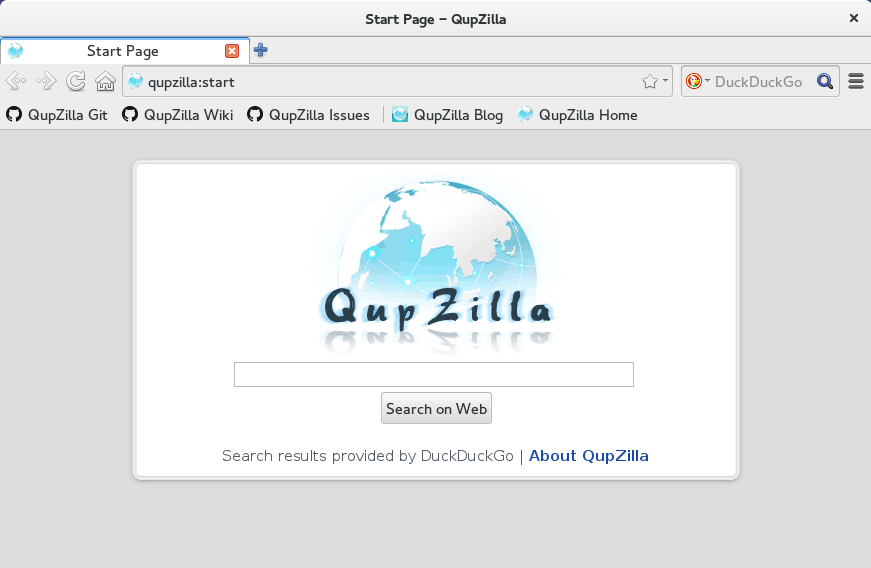 Start Page – QupZilla
Start Page
qupzilla:start
DuckDuckGo
QupZilla Git QupZilla Wiki QupZilla Issues QupZilla Blog QupZilla Home
QupZilla
Search on Web
Search results provided by DuckDuckGo | About QupZilla